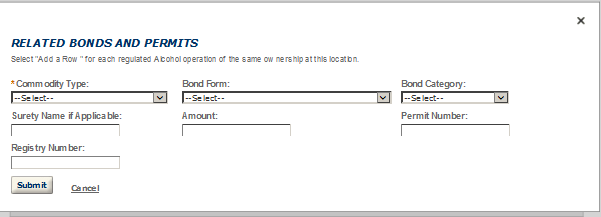 ×
RELATED BONDS AND PERMITS
Select "Add a Row" for each regulated Alcohol operation of the same ownership at this location.
* Commodity Type: Bond Form: Bond Category:
--Select-- --Select-- --Select--
Surety Name if Applicable: Amount: Permit Number:
Registry Number:
Submit Cancel